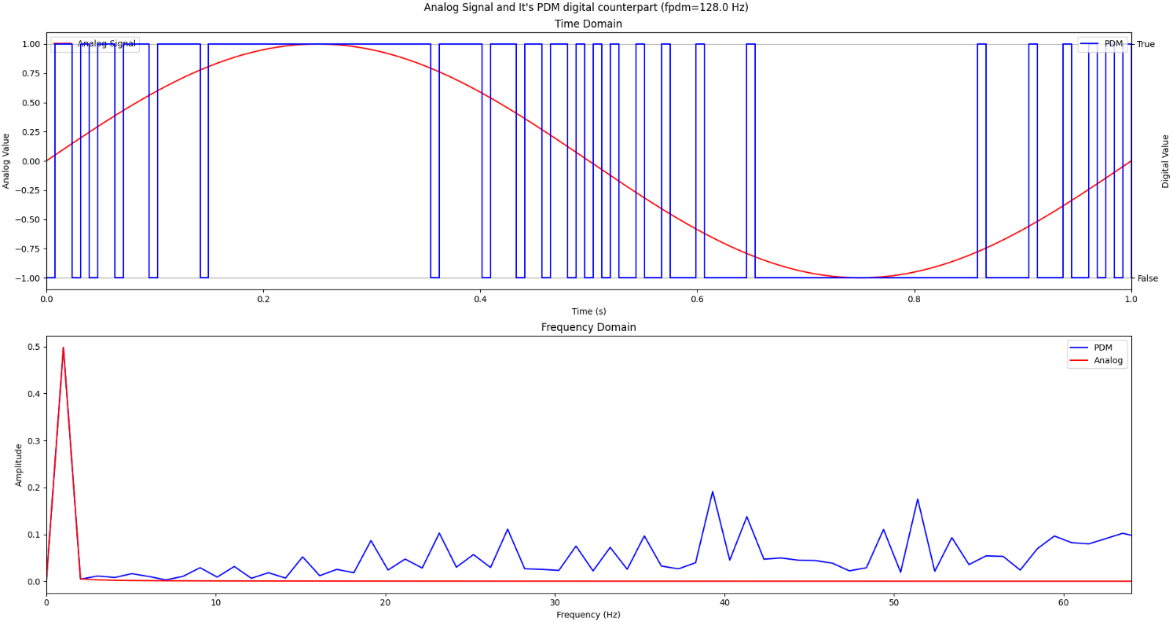 Analog Signal and It's PDM digital counterpart (fpdm=128.0 Hz)
Time Domain
Analog Signal
PDM
1.00
0.75
0.50
0.25
0.00
−0.25
−0.50
−0.75
−1.00
Analog Value
True
False
Digital Value
0.0 0.2 0.4 0.6 0.8 1.0
Time (s)
Frequency Domain
PDM
Analog
0.5
0.4
0.3
0.2
0.1
0.0
Amplitude
0 10 20 30 40 50 60
Frequency (Hz)